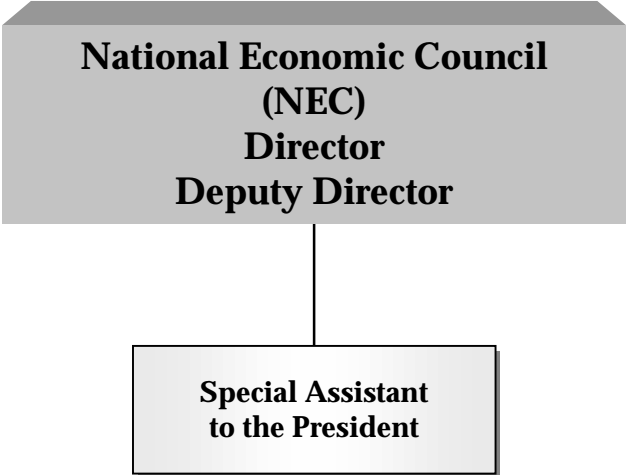 National Economic Council
(NEC)
Director
Deputy Director
Special Assistant
to the President